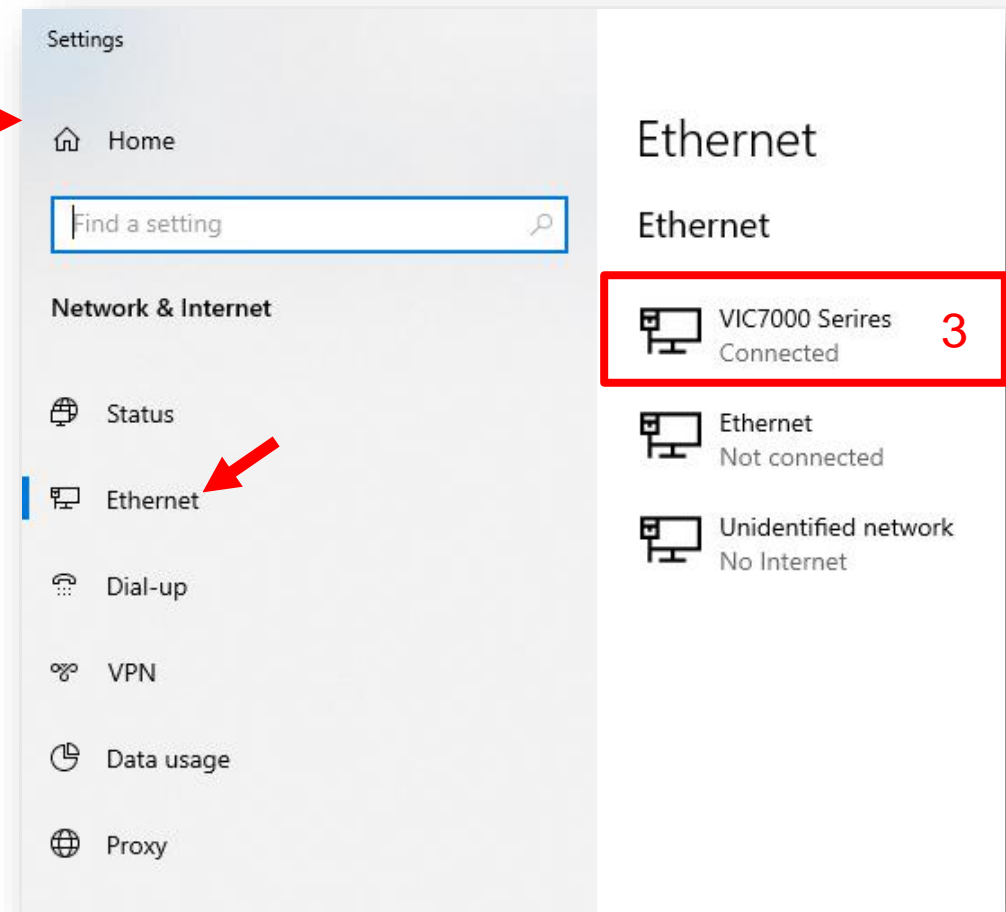 Settings
Home
Find a setting
Network & Internet
Status
Ethernet
Dial-up
VPN
Data usage
Proxy
Ethernet
Ethernet
VIC7000 Serires
Connected
3
Ethernet
Not connected
Unidentified network
No Internet